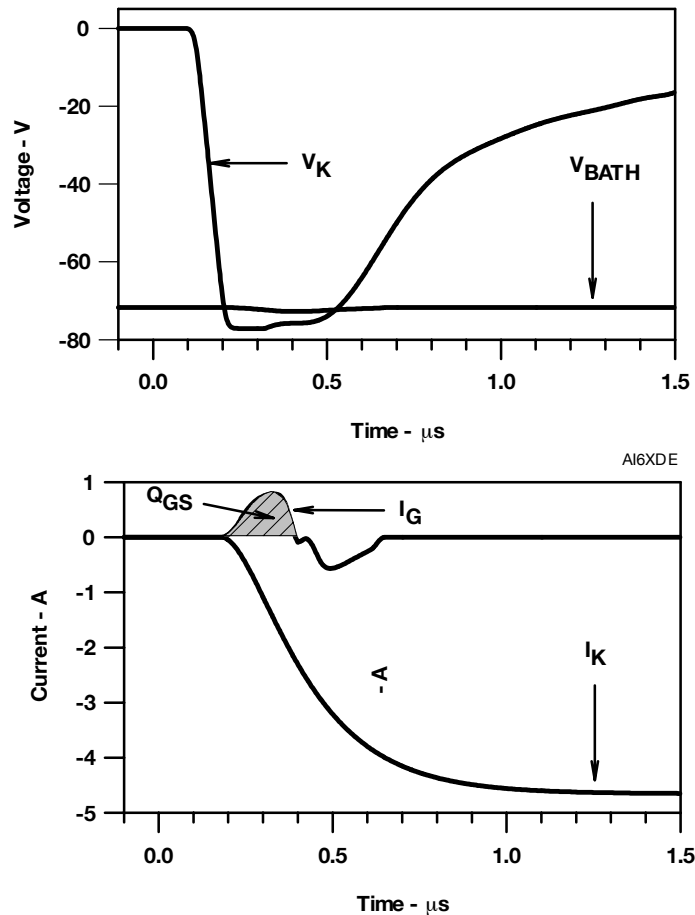 0
-20
-40
-60
-80
Voltage - V
V_K
V_BATH
0.0 0.5 1.0 1.5
Time - μs
AI6XDE
1
0
-1
-2
-3
-4
-5
Current - A
Q_GS
I_G
- A
I_K
0.0 0.5 1.0 1.5
Time - μs